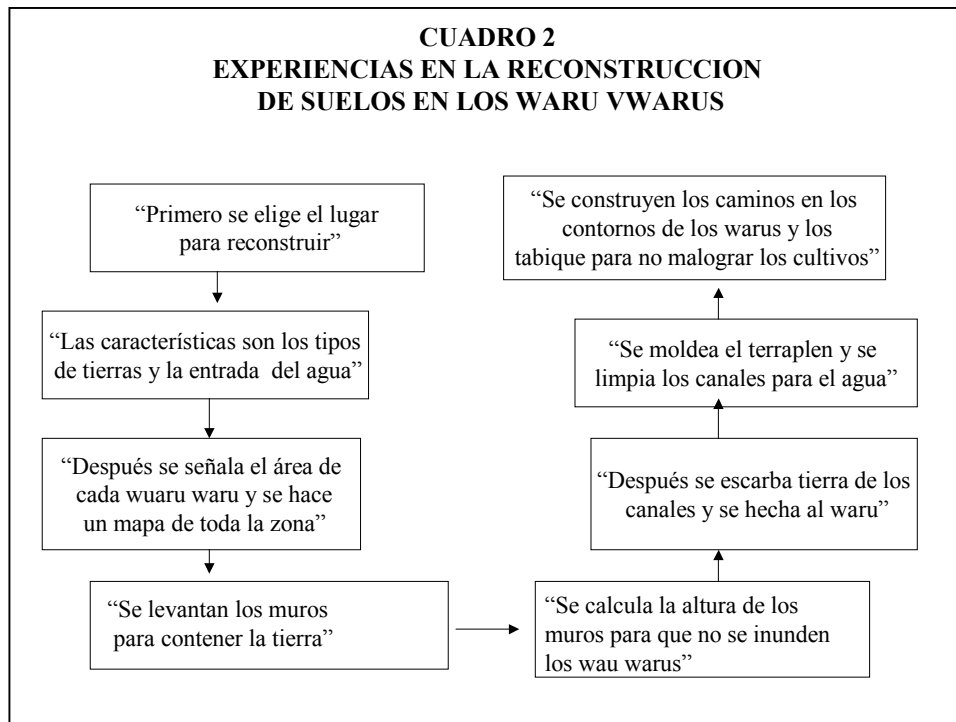 CUADRO 2
EXPERIENCIAS EN LA RECONSTRUCCION
DE SUELOS EN LOS WARU VWARUS
“Primero se elige el lugar
para reconstruir”
“Las características son los tipos
de tierras y la entrada del agua”
“Después se señala el área de
cada wuaru waru y se hace
un mapa de toda la zona”
“Se levantan los muros
para contener la tierra”
“Se calcula la altura de los
muros para que no se inunden
los wau warus”
“Después se escarba tierra de los
canales y se hecha al waru”
“Se moldea el terraplen y se
limpia los canales para el agua”
“Se construyen los caminos en los
contornos de los warus y los
tabique para no malograr los cultivos”